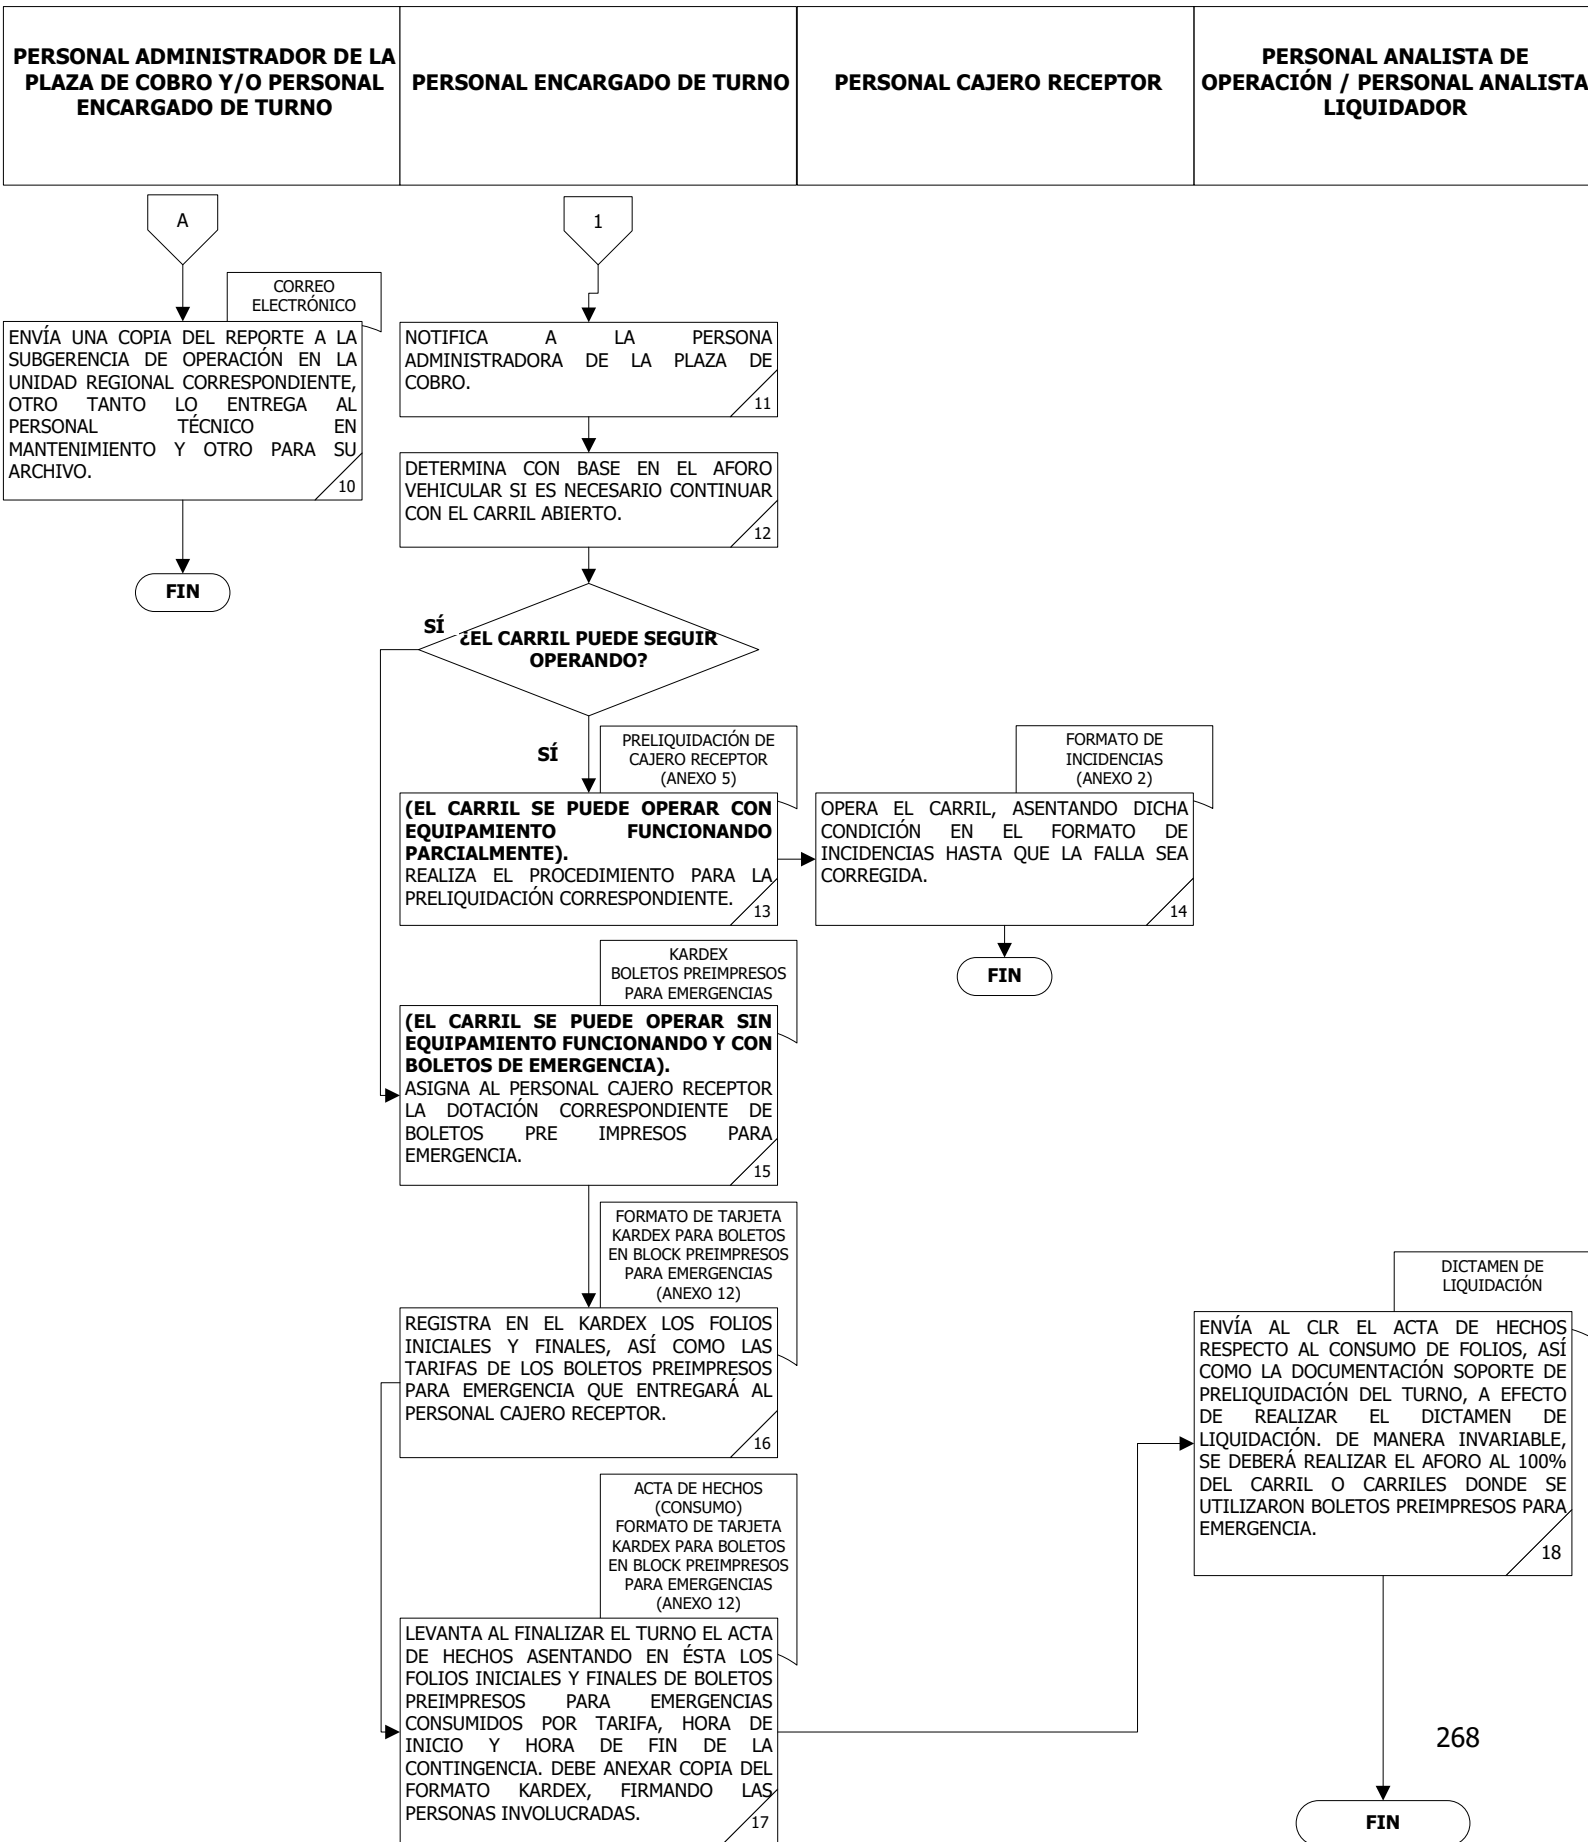 PERSONAL ADMINISTRADOR DE LA
PLAZA DE COBRO Y/O PERSONAL
ENCARGADO DE TURNO
PERSONAL ENCARGADO DE TURNO
PERSONAL CAJERO RECEPTOR
PERSONAL ANALISTA DE
OPERACIÓN / PERSONAL ANALISTA
LIQUIDADOR
A
CORREO
ELECTRÓNICO
ENVÍA UNA COPIA DEL REPORTE A LA
SUBGERENCIA DE OPERACIÓN EN LA
UNIDAD REGIONAL CORRESPONDIENTE,
OTRO TANTO LO ENTREGA AL
PERSONAL TÉCNICO EN
MANTENIMIENTO Y OTRO PARA SU
ARCHIVO.
10
FIN
1
NOTIFICA A LA PERSONA
ADMINISTRADORA DE LA PLAZA DE
COBRO.
11
DETERMINA CON BASE EN EL AFORO
VEHICULAR SI ES NECESARIO CONTINUAR
CON EL CARRIL ABIERTO.
12
SÍ
¿EL CARRIL PUEDE SEGUIR
OPERANDO?
SÍ
PRELIQUIDACIÓN DE
CAJERO RECEPTOR
(ANEXO 5)
(EL CARRIL SE PUEDE OPERAR CON
EQUIPAMIENTO FUNCIONANDO
PARCIALMENTE).
REALIZA EL PROCEDIMIENTO PARA LA
PRELIQUIDACIÓN CORRESPONDIENTE.
13
FORMATO DE
INCIDENCIAS
(ANEXO 2)
OPERA EL CARRIL, ASENTANDO DICHA
CONDICIÓN EN EL FORMATO DE
INCIDENCIAS HASTA QUE LA FALLA SEA
CORREGIDA.
14
FIN
KARDEX
BOLETOS PREIMPRESOS
PARA EMERGENCIAS
(EL CARRIL SE PUEDE OPERAR SIN
EQUIPAMIENTO FUNCIONANDO Y CON
BOLETOS DE EMERGENCIA).
ASIGNA AL PERSONAL CAJERO RECEPTOR
LA DOTACIÓN CORRESPONDIENTE DE
BOLETOS PRE IMPRESOS PARA
EMERGENCIA.
15
FORMATO DE TARJETA
KARDEX PARA BOLETOS
EN BLOCK PREIMPRESOS
PARA EMERGENCIAS
(ANEXO 12)
REGISTRA EN EL KARDEX LOS FOLIOS
INICIALES Y FINALES, ASÍ COMO LAS
TARIFAS DE LOS BOLETOS PREIMPRESOS
PARA EMERGENCIA QUE ENTREGARÁ AL
PERSONAL CAJERO RECEPTOR.
16
ACTA DE HECHOS
(CONSUMO)
FORMATO DE TARJETA
KARDEX PARA BOLETOS
EN BLOCK PREIMPRESOS
PARA EMERGENCIAS
(ANEXO 12)
LEVANTA AL FINALIZAR EL TURNO EL ACTA
DE HECHOS ASENTANDO EN ÉSTA LOS
FOLIOS INICIALES Y FINALES DE BOLETOS
PREIMPRESOS PARA EMERGENCIAS
CONSUMIDOS POR TARIFA, HORA DE
INICIO Y HORA DE FIN DE LA
CONTINGENCIA. DEBE ANEXAR COPIA DEL
FORMATO KARDEX, FIRMANDO LAS
PERSONAS INVOLUCRADAS.
17
DICTAMEN DE
LIQUIDACIÓN
ENVÍA AL CLR EL ACTA DE HECHOS
RESPECTO AL CONSUMO DE FOLIOS, ASÍ
COMO LA DOCUMENTACIÓN SOPORTE DE
PRELIQUIDACIÓN DEL TURNO, A EFECTO
DE REALIZAR EL DICTAMEN DE
LIQUIDACIÓN. DE MANERA INVARIABLE,
SE DEBERÁ REALIZAR EL AFORO AL 100%
DEL CARRIL O CARRILES DONDE SE
UTILIZARON BOLETOS PREIMPRESOS PARA
EMERGENCIA.
18
268
FIN